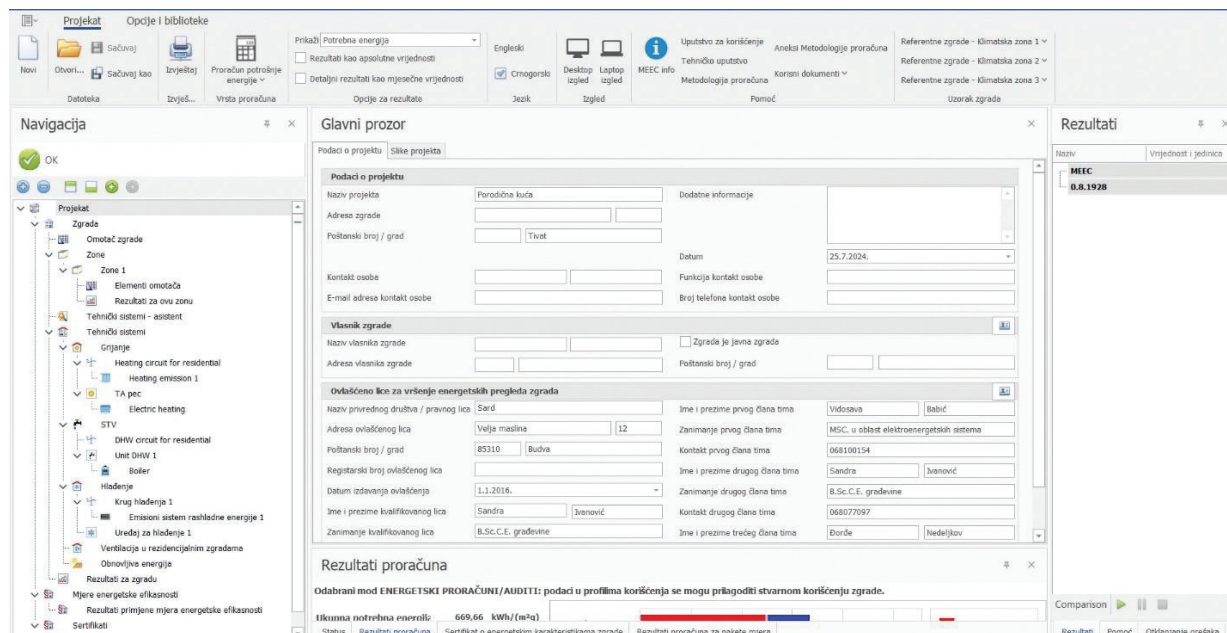 Projekat Opcije i biblioteke
Novi Otvori... Sačuvaj Sačuvaj kao Datoteka
Izvještaj Izvješ...
Proračun potrošnje energije Vrsta proračuna
Prikaži Potrebna energija
Rezultati kao apsolutne vrijednosti
Detaljni rezultati kao mjesečne vrijednosti
Opcije za rezultate
Engleski
Crnogorski
Jezik
Desktop izgled Laptop izgled
Izgled
MEEC info
Uputstvo za korišćenje Aneksi Metodologije proračuna
Tehničko uputstvo
Metodologija proračuna Korisni dokumenti
Pomoć
Referentne zgrade - Klimatska zona 1
Referentne zgrade - Klimatska zona 2
Referentne zgrade - Klimatska zona 3
Uzorak zgrada
Navigacija
OK
Projekat
Zgrada
Omotač zgrade
Zone
Zone 1
Elementi omotača
Rezultati za ovu zonu
Tehnički sistemi - asistent
Tehnički sistemi
Grijanje
Heating circuit for residential
Heating emission 1
TA pec
Electric heating
STV
DHW circuit for residential
Unit DHW 1
Boiler
Hlađenje
Krug hlađenja 1
Emisioni sistem rashladne energije 1
Uređaj za hlađenje 1
Ventilacija u rezidencijalnim zgradama
Obnovljiva energija
Rezultati za zgradu
Mjere energetske efikasnosti
Rezultati primjene mjera energetske efikasnosti
Sertifikati
Glavni prozor
Podaci o projektu Slike projekta
Podaci o projektu
Naziv projekta Porodična kuća Dodatne informacije
Adresa zgrade
Poštanski broj / grad Tivat
Datum 25.7.2024.
Kontakt osoba Funkcija kontakt osobe
E-mail adresa kontakt osobe Broj telefona kontakt osobe
Vlasnik zgrade
Naziv vlasnika zgrade Zgrada je javna zgrada
Adresa vlasnika zgrade Poštanski broj / grad
Ovlašćeno lice za vršenje energetskih pregleda zgrada
Naziv privrednog društva / pravnog lica Sard Ime i prezime prvog člana tima Vidosava Babić
Adresa ovlašćenog lica Velja maslina 12 Zanimanje prvog člana tima MSC. u oblast elektroenergetskih sistema
Poštanski broj / grad 85310 Budva Kontakt prvog člana tima 068100154
Registarski broj ovlašćenog lica Ime i prezime drugog člana tima Sandra Ivanović
Datum izdavanja ovlašćenja 1.1.2016. Zanimanje drugog člana tima B.Sc.C.E. građevine
Ime i prezime kvalifikovanog lica Sandra Ivanović Kontakt drugog člana tima 068077097
Zanimanje kvalifikovanog lica B.Sc.C.E. građevine Ime i prezime trećeg člana tima Đorđe Nedeljkov
Rezultati proračuna
Odabrani mod ENERGETSKI PRORAČUNI/AUDITI: podaci u profilima korišćenja se mogu prilagoditi stvarnom korišćenju zgrade.
Ukupna potrebna energija 669,66 kWh/(m²g)
Status Rezultati proračuna Sertifikat o energetskim karakteristikama zgrade Rezultati proračuna za pakete mjera
Rezultati
Naziv Vrijednost i jedinica
MEEC
0.8.1928
Comparison
Rezultati Pomoć Otklanjanje grešaka